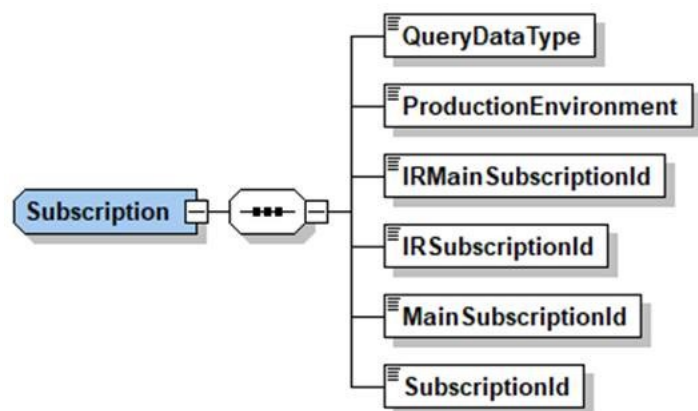 QueryDataType
ProductionEnvironment
IRMainSubscriptionId
Subscription
IRSubscriptionId
MainSubscriptionId
SubscriptionId